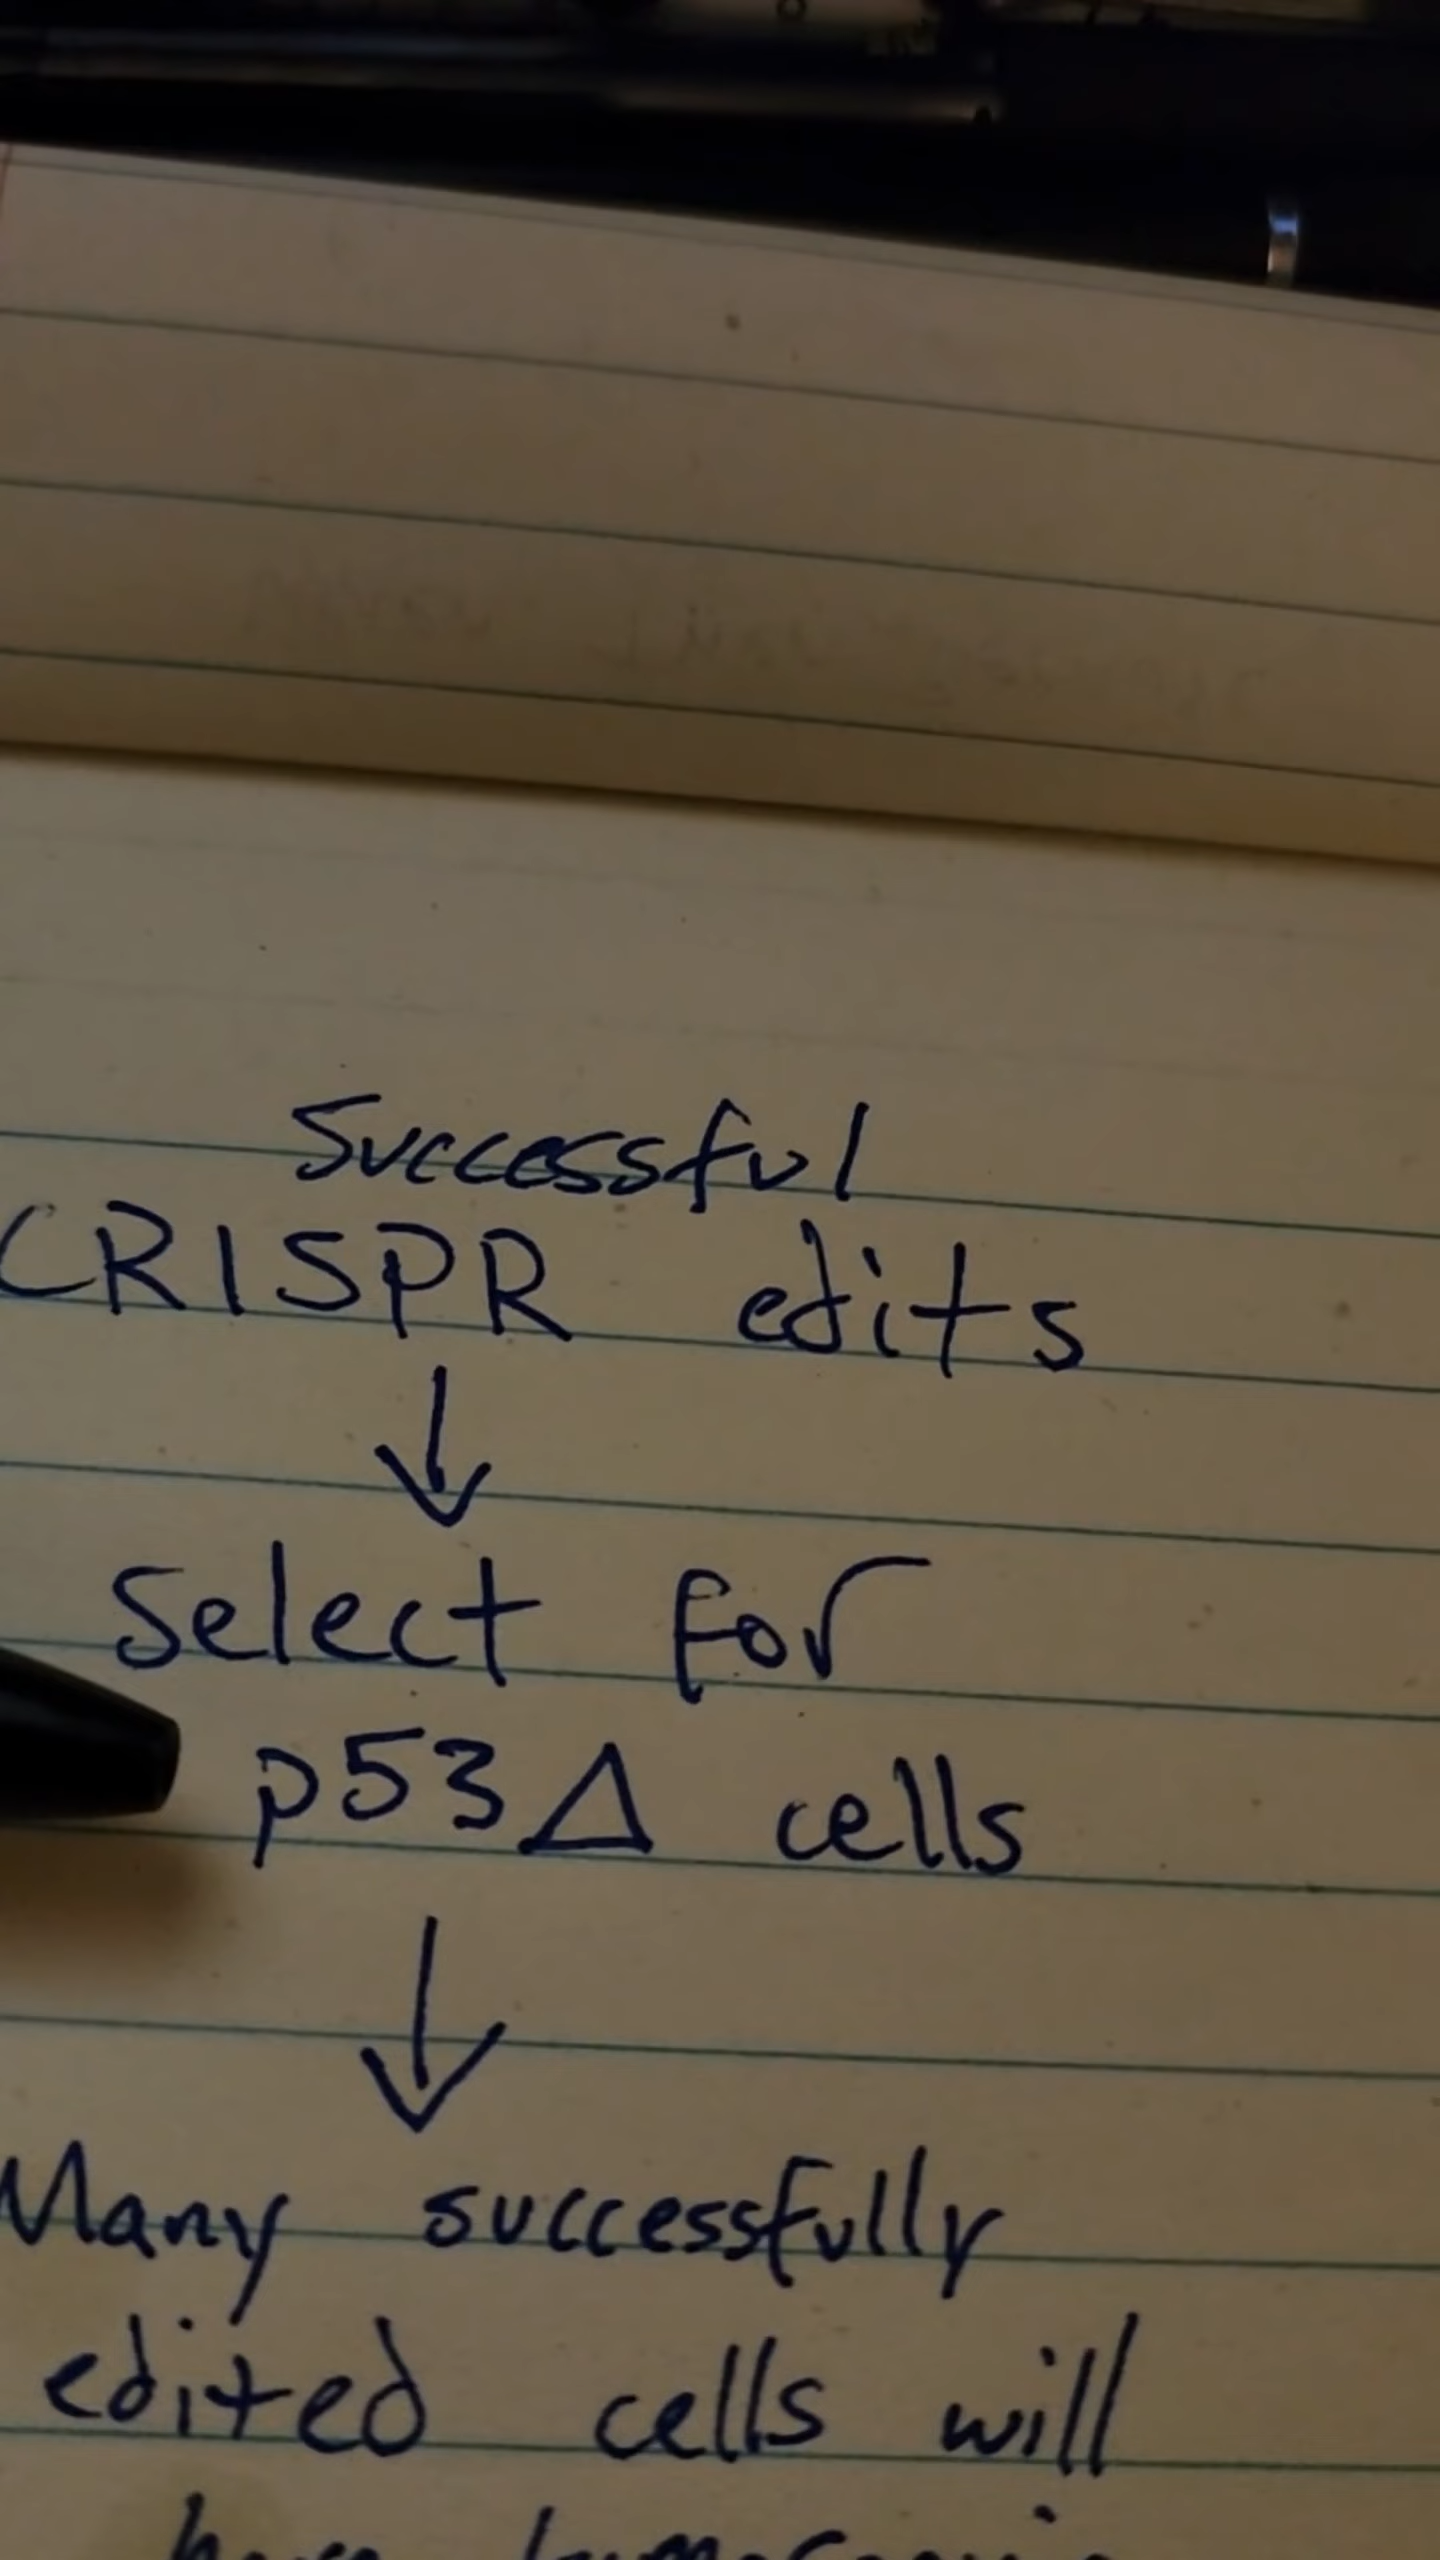 Successful
CRISPR edits
↓
Select for
p53Δ cells
↓
Many successfully
edited cells will